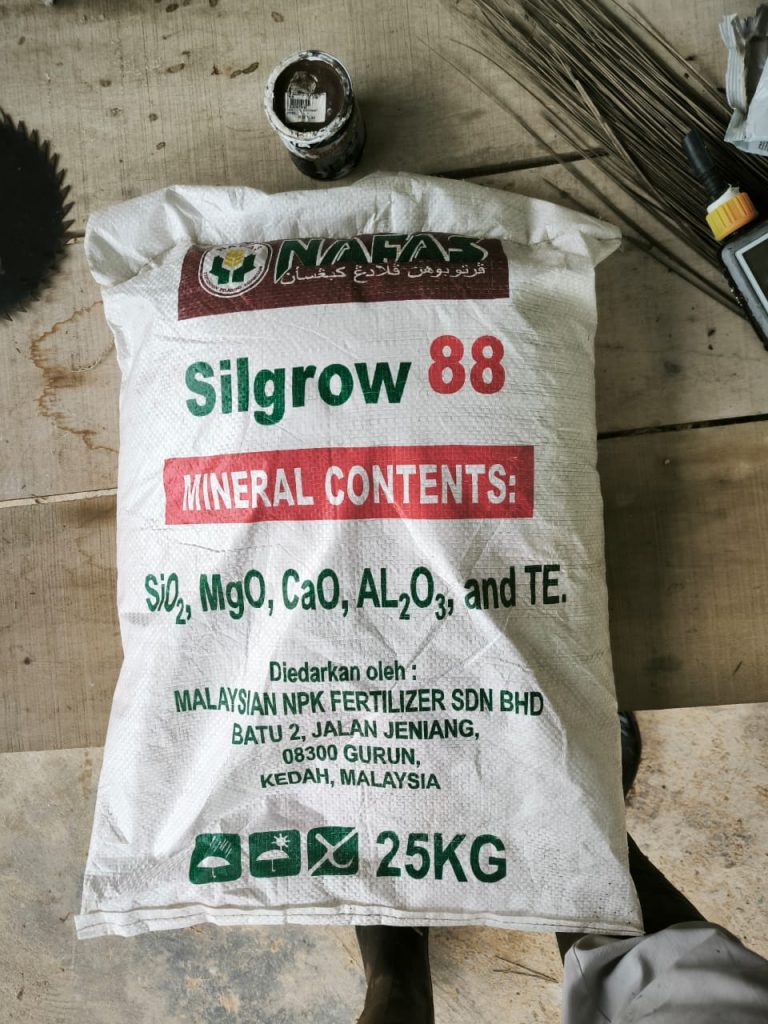 NAFAS
ڤرتوبوهن ڤلادڠ كبڠسأن
Silgrow 88
MINERAL CONTENTS:
SiO₂, MgO, CaO, AL₂O₃, and TE.
Diedarkan oleh :
MALAYSIAN NPK FERTILIZER SDN BHD
BATU 2, JALAN JENIANG,
08300 GURUN,
KEDAH, MALAYSIA
25KG